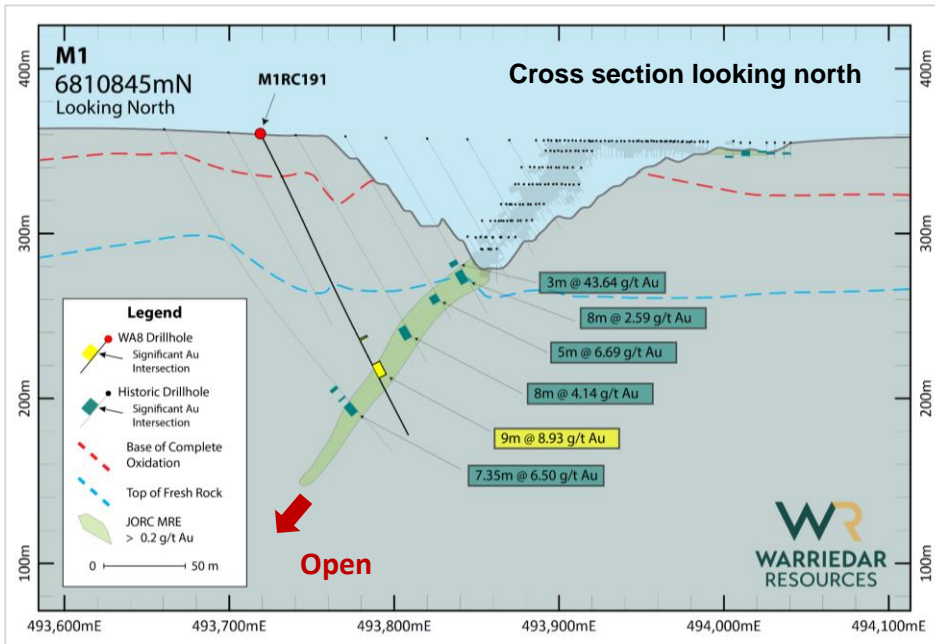 M1
6810845mN
Looking North
M1RC191
Cross section looking north
400m
300m
200m
100m
400m
300m
200m
100m
3m @ 43.64 g/t Au
8m @ 2.59 g/t Au
5m @ 6.69 g/t Au
8m @ 4.14 g/t Au
9m @ 8.93 g/t Au
7.35m @ 6.50 g/t Au
Legend
WA8 Drillhole
Significant Au
Intersection
Historic Drillhole
Significant Au
Intersection
Base of Complete
Oxidation
Top of Fresh Rock
JORC MRE
> 0.2 g/t Au
0 50 m
Open
WR
WARRIEDAR
RESOURCES
493,600mE 493,700mE 493,800mE 493,900mE 494,000mE 494,100mE